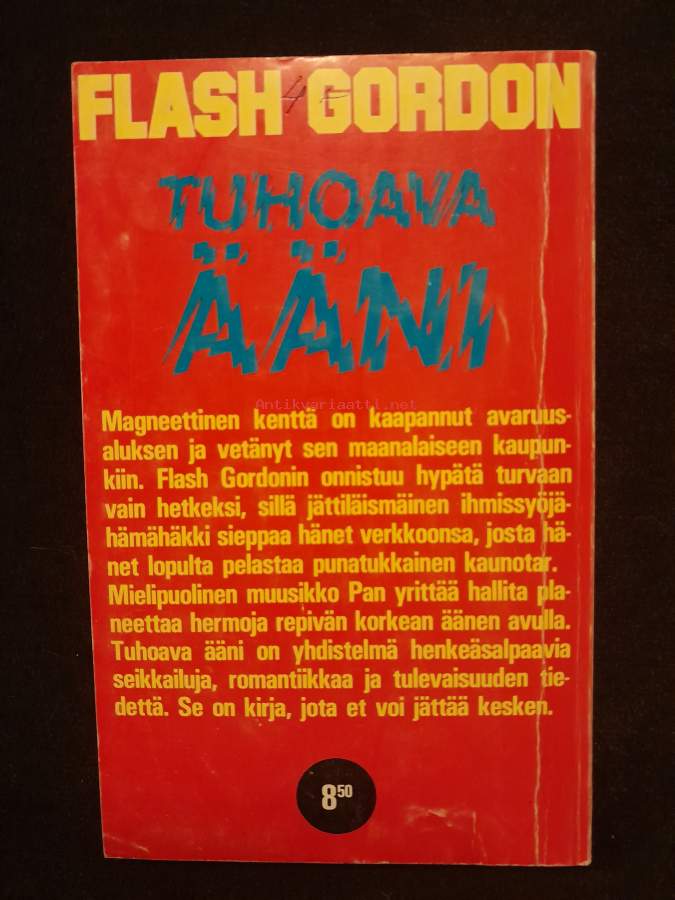 FLASH GORDON
4-
TUHOAVA
ÄÄNI
Antikvariaatti.net
Magneettinen kenttä on kaapannut avaruus-
aluksen ja vetänyt sen maanalaiseen kaupun-
kiin. Flash Gordonin onnistuu hypätä turvaan
vain hetkeksi, sillä jättiläismäinen ihmissyöjä-
hämähäkki sieppaa hänet verkkoonsa, josta hä-
net lopulta pelastaa punatukkainen kaunotar.
Mielipuolinen muusikko Pan yrittää hallita pla-
neettaa hermoja repivän korkean äänen avulla.
Tuhoava ääni on yhdistelmä henkeäsalpaavia
seikkailuja, romantiikkaa ja tulevaisuuden tie-
dettä. Se on kirja, jota et voi jättää kesken.
8 50